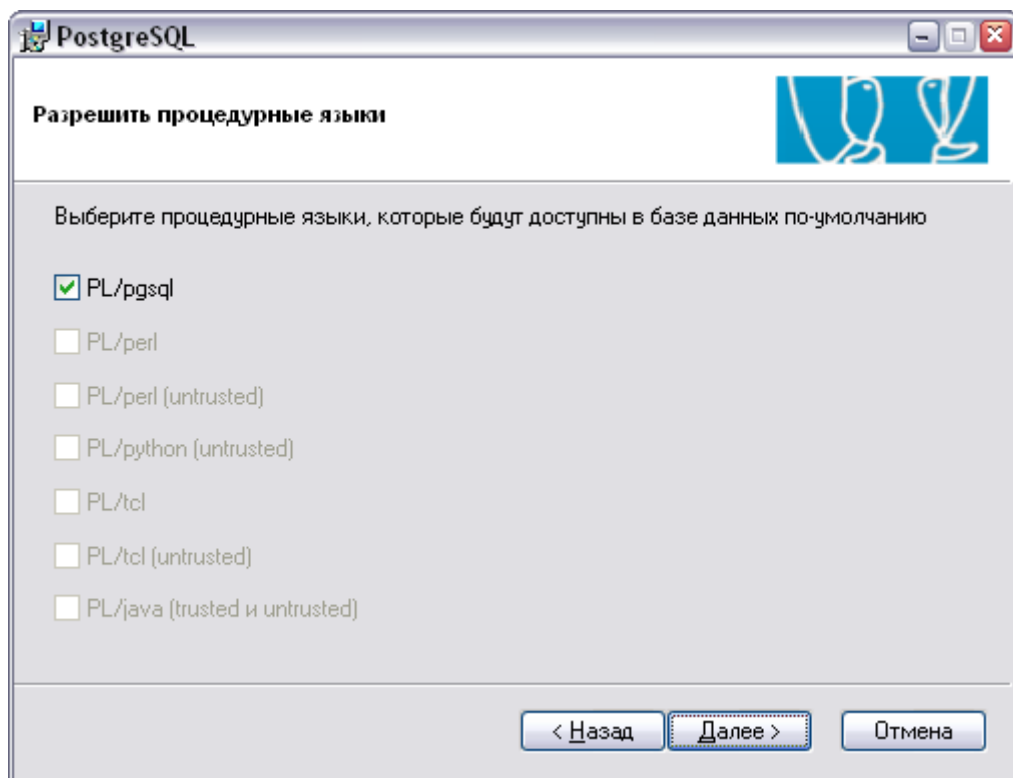 PostgreSQL
Разрешить процедурные языки
Выберите процедурные языки, которые будут доступны в базе данных по-умолчанию
PL/pgsql
PL/perl
PL/perl (untrusted)
PL/python (untrusted)
PL/tcl
PL/tcl (untrusted)
PL/java (trusted и untrusted)
< Назад Далее > Отмена